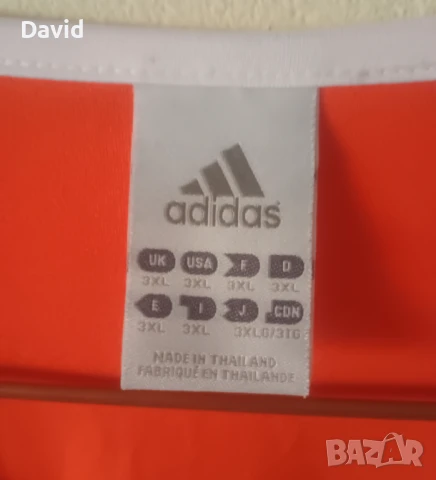 David
adidas
UK USA F D
3XL 3XL 3XL 3XL
E I J CDN
3XL 3XL 3XLG/3TG
MADE IN THAILAND
FABRIQUÉ EN THAILANDE
BAZAR